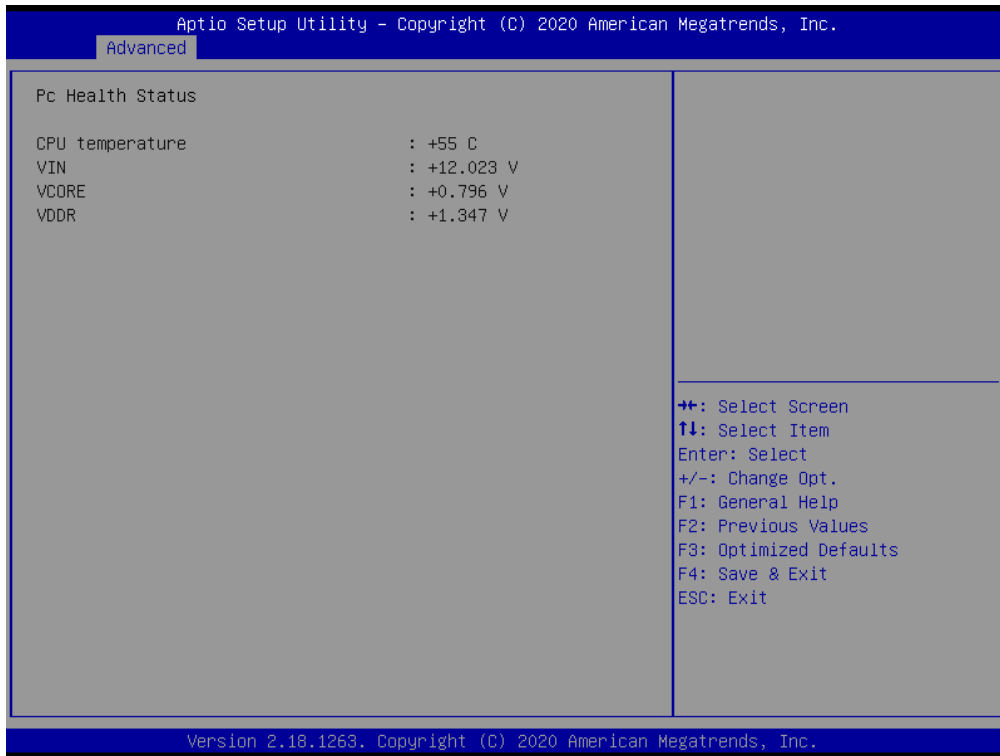 Aptio Setup Utility – Copyright (C) 2020 American Megatrends, Inc.
Advanced
Pc Health Status
CPU temperature : +55 C
VIN : +12.023 V
VCORE : +0.796 V
VDDR : +1.347 V
→←: Select Screen
↑↓: Select Item
Enter: Select
+/-: Change Opt.
F1: General Help
F2: Previous Values
F3: Optimized Defaults
F4: Save & Exit
ESC: Exit
Version 2.18.1263. Copyright (C) 2020 American Megatrends, Inc.